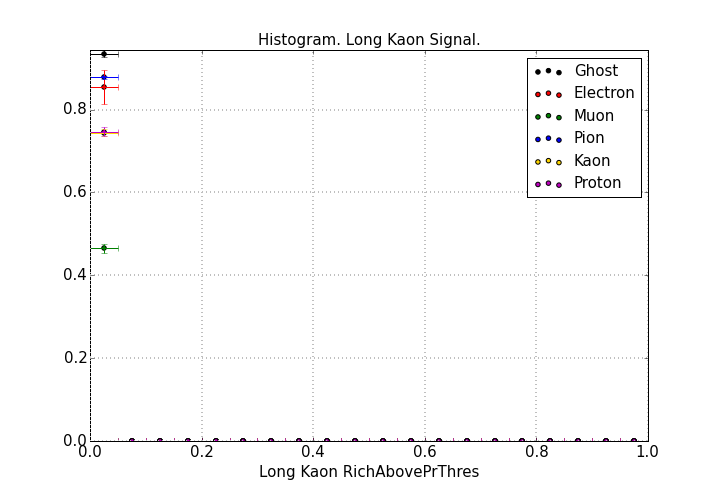 Histogram. Long Kaon Signal.
Ghost
Electron
Muon
Pion
Kaon
Proton
0.8
0.6
0.4
0.2
0.0
0.0 0.2 0.4 0.6 0.8 1.0
Long Kaon RichAbovePrThres